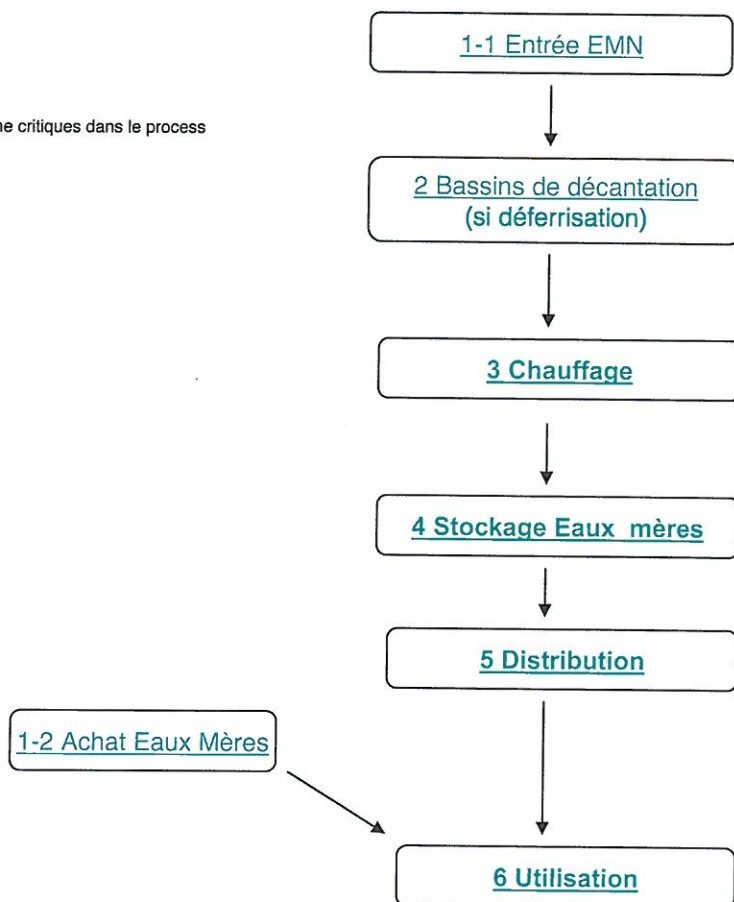 1-1 Entrée EMN
ne critiques dans le process
2 Bassins de décantation
(si déferrisation)
3 Chauffage
4 Stockage Eaux mères
5 Distribution
1-2 Achat Eaux Mères
6 Utilisation